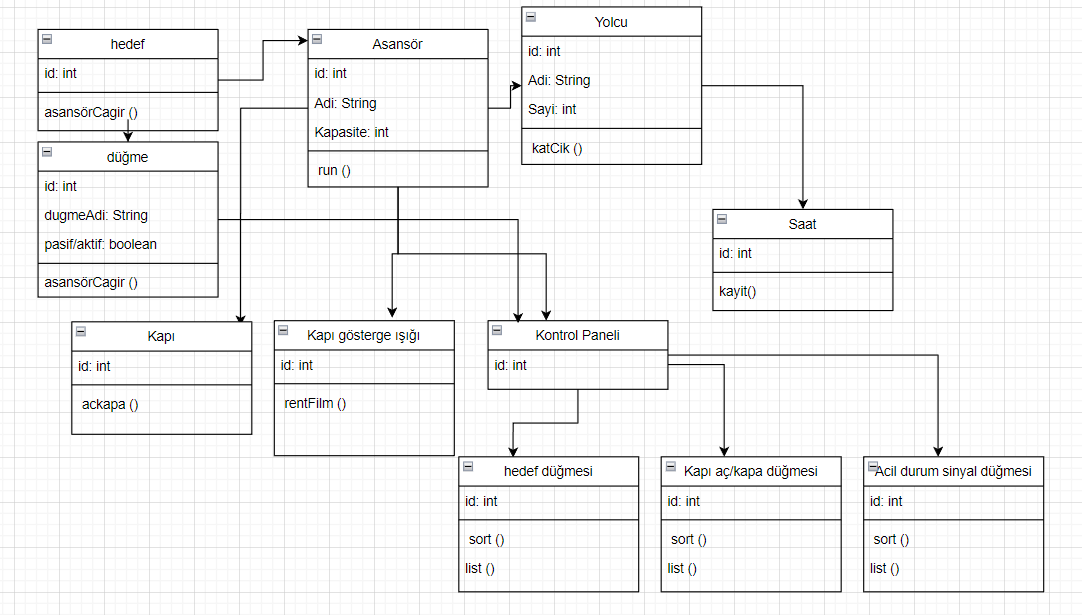 hedef
id: int
asansörCagir ()
Asansör
id: int
Adi: String
Kapasite: int
run ()
Yolcu
id: int
Adi: String
Sayi: int
katCik ()
düğme
id: int
dugmeAdi: String
pasif/aktif: boolean
asansörCagir ()
Saat
id: int
kayit()
Kapı
id: int
ackapa ()
Kapı gösterge ışığı
id: int
rentFilm ()
Kontrol Paneli
id: int
hedef düğmesi
id: int
sort ()
list ()
Kapı aç/kapa düğmesi
id: int
sort ()
list ()
Acil durum sinyal düğmesi
id: int
sort ()
list ()